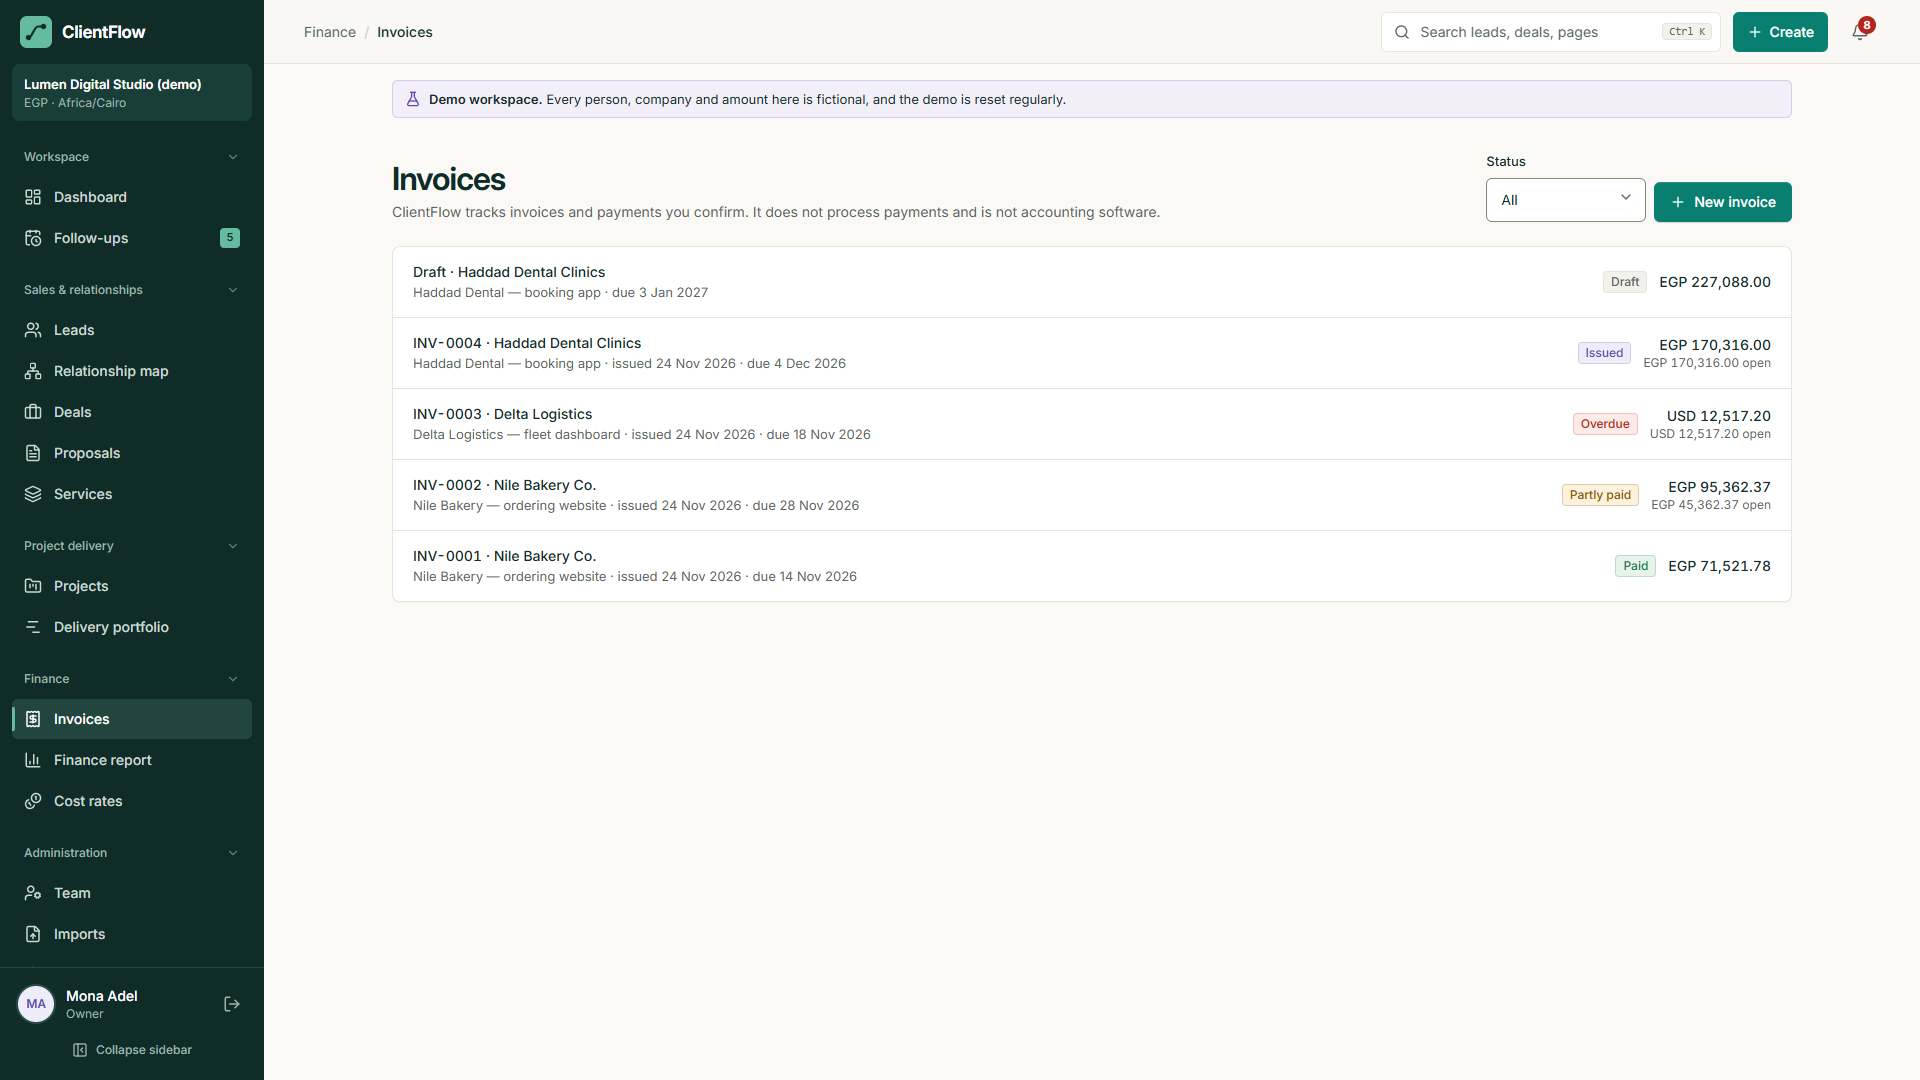 ClientFlow
Lumen Digital Studio (demo)
EGP · Africa/Cairo
Workspace
Dashboard
Follow-ups
5
Sales & relationships
Leads
Relationship map
Deals
Proposals
Services
Project delivery
Projects
Delivery portfolio
Finance
Invoices
Finance report
Cost rates
Administration
Team
Imports
MA
Mona Adel
Owner
Collapse sidebar
Finance / Invoices
Search leads, deals, pages
Ctrl K
+ Create
8
Demo workspace. Every person, company and amount here is fictional, and the demo is reset regularly.
Invoices
ClientFlow tracks invoices and payments you confirm. It does not process payments and is not accounting software.
Status
All
+ New invoice
Draft · Haddad Dental Clinics
Haddad Dental — booking app · due 3 Jan 2027
Draft
EGP 227,088.00
INV-0004 · Haddad Dental Clinics
Haddad Dental — booking app · issued 24 Nov 2026 · due 4 Dec 2026
Issued
EGP 170,316.00
EGP 170,316.00 open
INV-0003 · Delta Logistics
Delta Logistics — fleet dashboard · issued 24 Nov 2026 · due 18 Nov 2026
Overdue
USD 12,517.20
USD 12,517.20 open
INV-0002 · Nile Bakery Co.
Nile Bakery — ordering website · issued 24 Nov 2026 · due 28 Nov 2026
Partly paid
EGP 95,362.37
EGP 45,362.37 open
INV-0001 · Nile Bakery Co.
Nile Bakery — ordering website · issued 24 Nov 2026 · due 14 Nov 2026
Paid
EGP 71,521.78